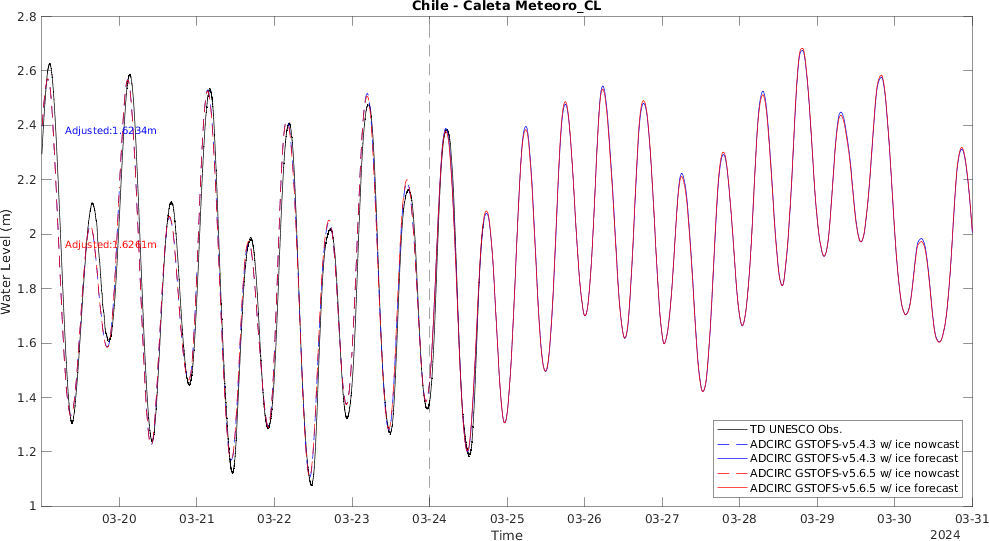 Chile - Caleta Meteoro_CL
2.8
2.6
2.4
2.2
2
1.8
1.6
1.4
1.2
1
Water Level (m)
Adjusted:1.6234m
Adjusted:1.6261m
TD UNESCO Obs.
ADCIRC GSTOFS-v5.4.3 w/ ice nowcast
ADCIRC GSTOFS-v5.4.3 w/ ice forecast
ADCIRC GSTOFS-v5.6.5 w/ ice nowcast
ADCIRC GSTOFS-v5.6.5 w/ ice forecast
03-20 03-21 03-22 03-23 03-24 03-25 03-26 03-27 03-28 03-29 03-30 03-31
Time
2024